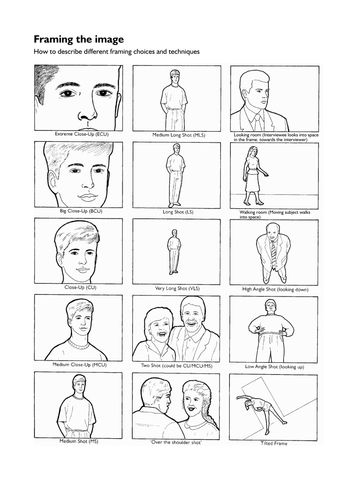 Framing the image
How to describe different framing choices and techniques
Extreme Close-Up (ECU)
Medium Long Shot (MLS)
Looking room (Interviewee looks into space
in the frame, towards the interviewer)
Big Close-Up (BCU)
Long Shot (LS)
Walking room (Moving subject walks
into space)
Close-Up (CU)
Very Long Shot (VLS)
High Angle Shot (looking down)
Medium Close-Up (MCU)
Two Shot (could be CU/MCU/MS)
Low Angle Shot (looking up)
Medium Shot (MS)
'Over the shoulder shot'
Tilted Frame